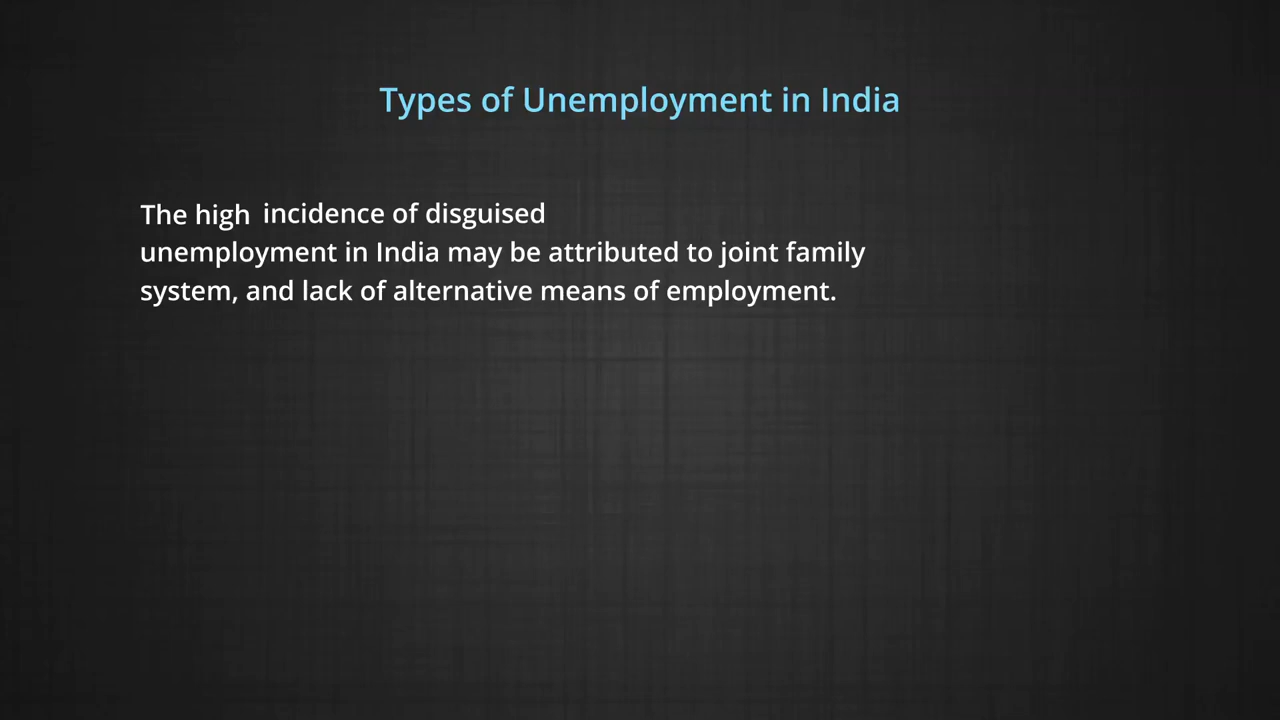 Types of Unemployment in India
The high incidence of disguised
unemployment in India may be attributed to joint family
system, and lack of alternative means of employment.